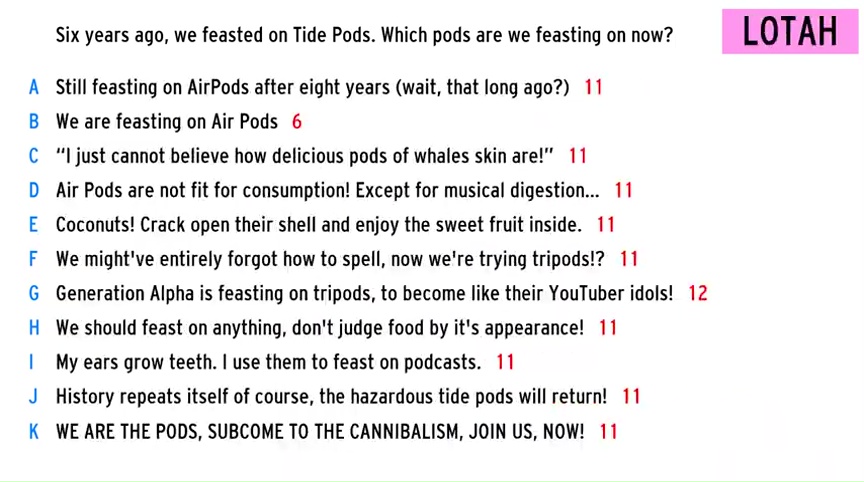 Six years ago, we feasted on Tide Pods. Which pods are we feasting on now? LOTAH
A Still feasting on AirPods after eight years (wait, that long ago?) 11
B We are feasting on Air Pods 6
C “I just cannot believe how delicious pods of whales skin are!” 11
D Air Pods are not fit for consumption! Except for musical digestion... 11
E Coconuts! Crack open their shell and enjoy the sweet fruit inside. 11
F We might've entirely forgot how to spell, now we're trying tripods!? 11
G Generation Alpha is feasting on tripods, to become like their YouTuber idols! 12
H We should feast on anything, don't judge food by it's appearance! 11
I My ears grow teeth. I use them to feast on podcasts. 11
J History repeats itself of course, the hazardous tide pods will return! 11
K WE ARE THE PODS, SUBCOME TO THE CANNIBALISM, JOIN US, NOW! 11